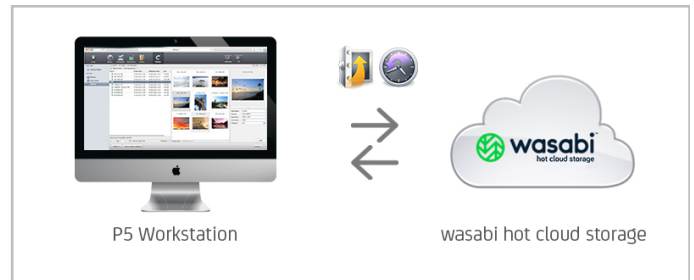 wasabi
hot cloud storage
P5 Workstation
wasabi hot cloud storage